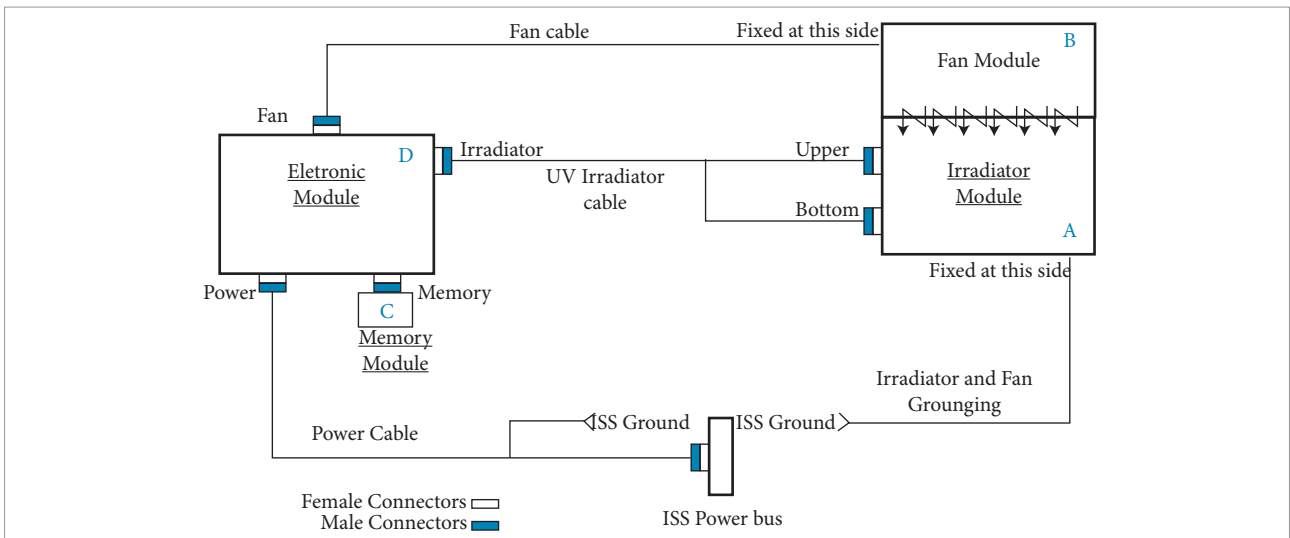 Fan cable
Fixed at this side
B
Fan Module
Fan
D
Eletronic
Module
Irradiator
UV Irradiator
cable
Upper
Bottom
Irradiator
Module
A
Fixed at this side
Power
Memory
C
Memory
Module
Irradiator and Fan
Grounging
ISS Ground
ISS Ground
Power Cable
Female Connectors
Male Connectors
ISS Power bus